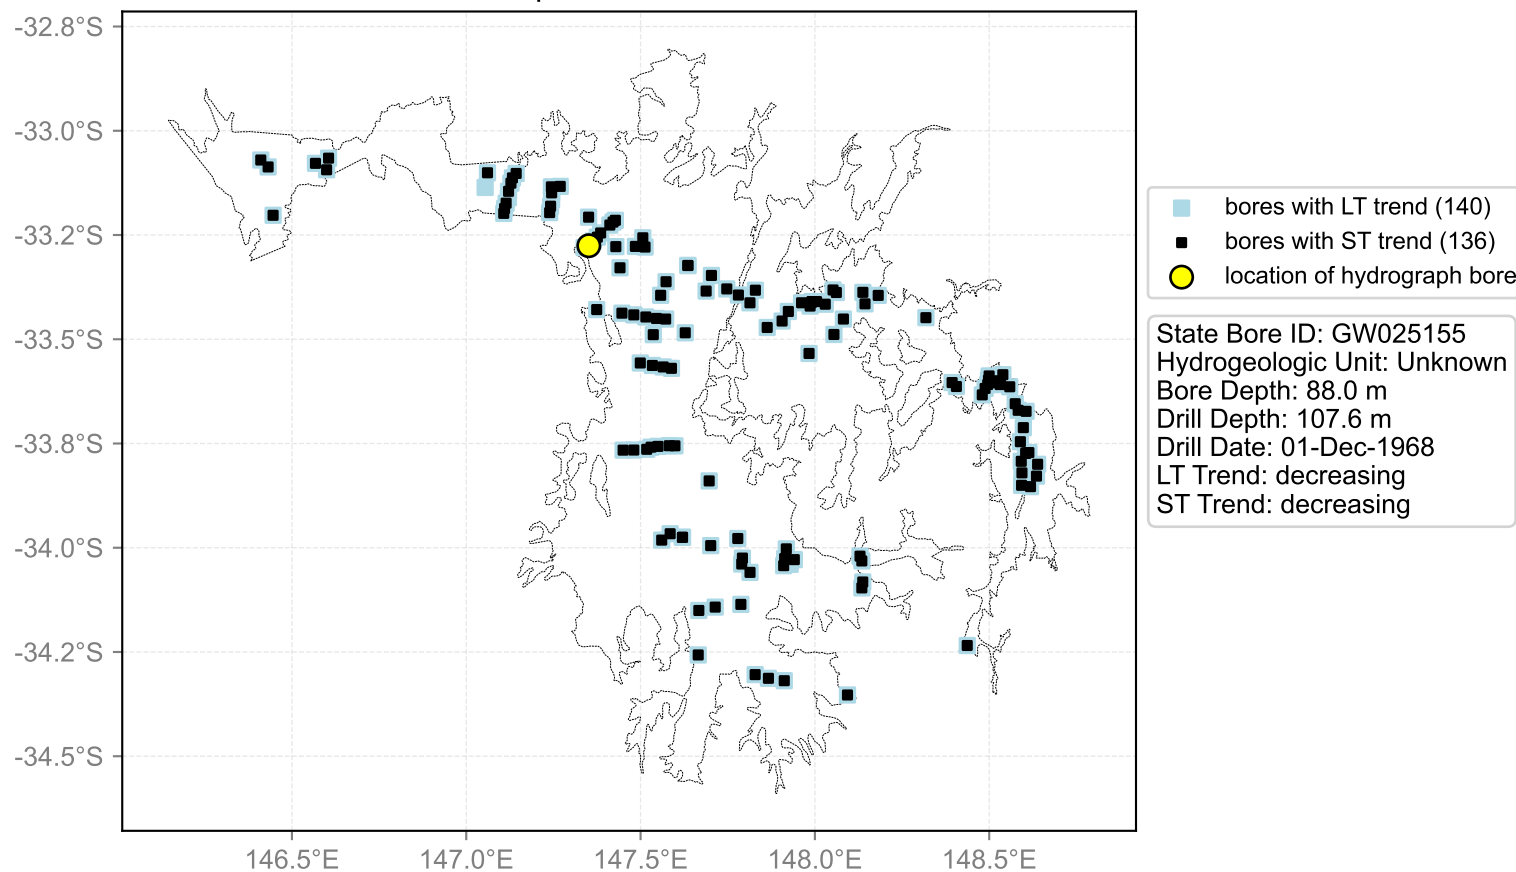 -32.8°S
-33.0°S
-33.2°S
-33.5°S
-33.8°S
-34.0°S
-34.2°S
-34.5°S
146.5°E
147.0°E
147.5°E
148.0°E
148.5°E
bores with LT trend (140)
bores with ST trend (136)
location of hydrograph bore
State Bore ID: GW025155
Hydrogeologic Unit: Unknown
Bore Depth: 88.0 m
Drill Depth: 107.6 m
Drill Date: 01-Dec-1968
LT Trend: decreasing
ST Trend: decreasing